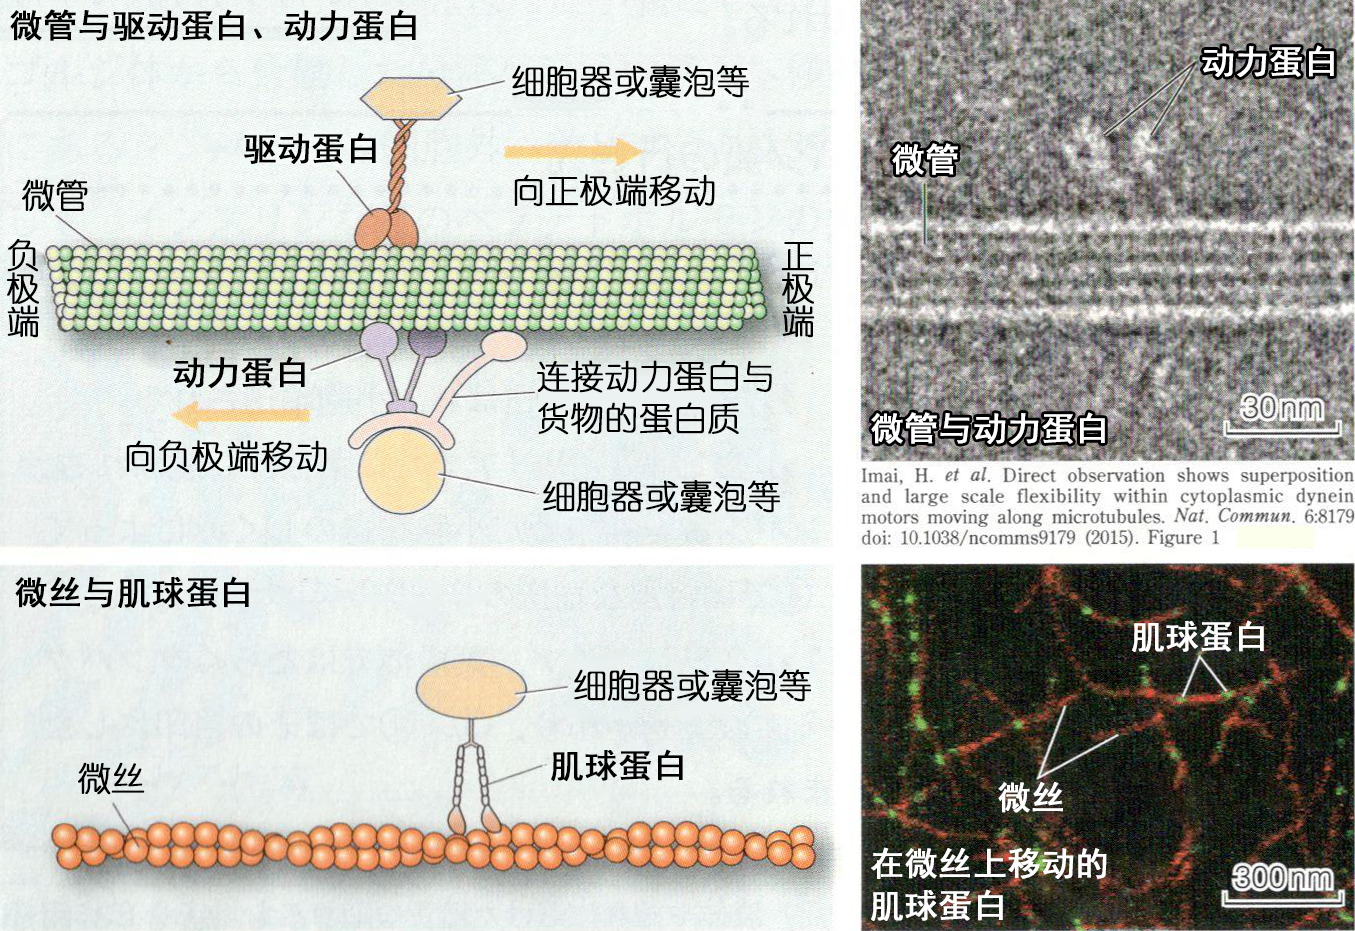 微管与驱动蛋白、动力蛋白
细胞器或囊泡等
驱动蛋白
向正极端移动
微管
负极端
正极端
动力蛋白
连接动力蛋白与
货物的蛋白质
向负极端移动
细胞器或囊泡等
动力蛋白
微管
30nm
微管与动力蛋白
Imai, H. et al. Direct observation shows superposition
and large scale flexibility within cytoplasmic dynein
motors moving along microtubules. Nat. Commun. 6:8179
doi: 10.1038/ncomms9179 (2015). Figure 1
微丝与肌球蛋白
细胞器或囊泡等
肌球蛋白
微丝
肌球蛋白
微丝
在微丝上移动的
肌球蛋白
300nm